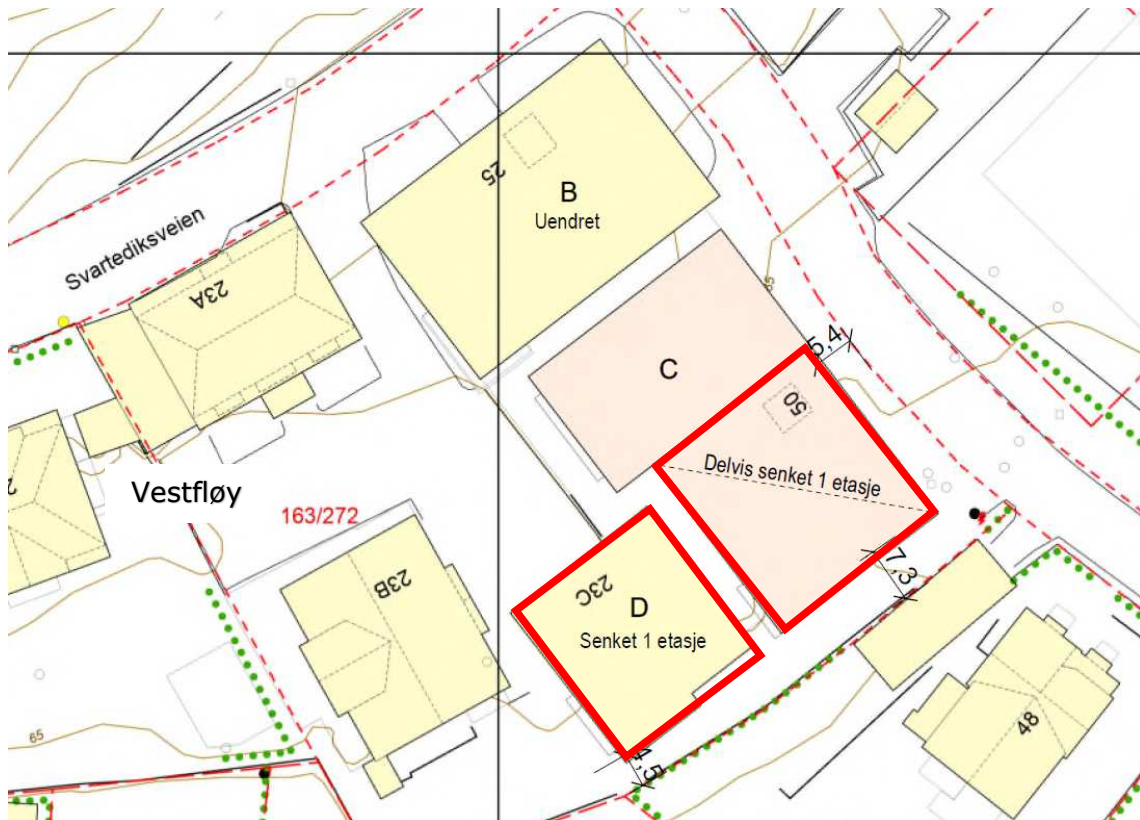 B
Uendret
25
Svartediksveien
23A
C
5,4
50
Delvis senket 1 etasje
Vestfløy
163/272
23B
23C
D
Senket 1 etasje
7,3
4,5
48
65